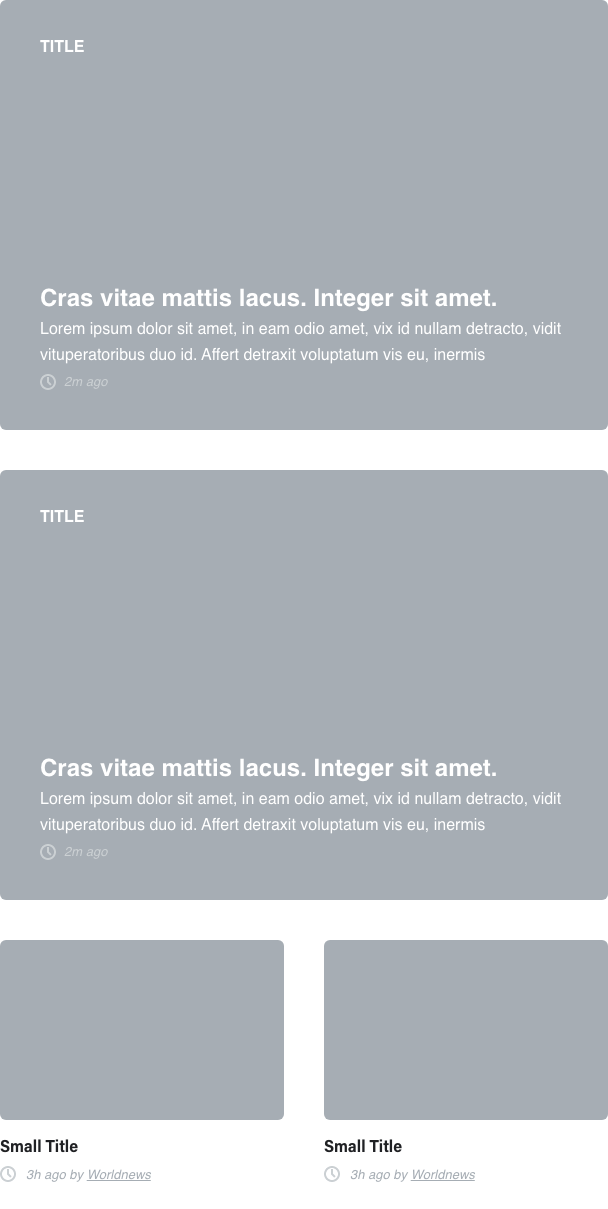 TITLE
Cras vitae mattis lacus. Integer sit amet.
Lorem ipsum dolor sit amet, in eam odio amet, vix id nullam detracto, vidit
vituperatoribus duo id. Affert detraxit voluptatum vis eu, inermis
2m ago
TITLE
Cras vitae mattis lacus. Integer sit amet.
Lorem ipsum dolor sit amet, in eam odio amet, vix id nullam detracto, vidit
vituperatoribus duo id. Affert detraxit voluptatum vis eu, inermis
2m ago
Small Title
3h ago by Worldnews
Small Title
3h ago by Worldnews